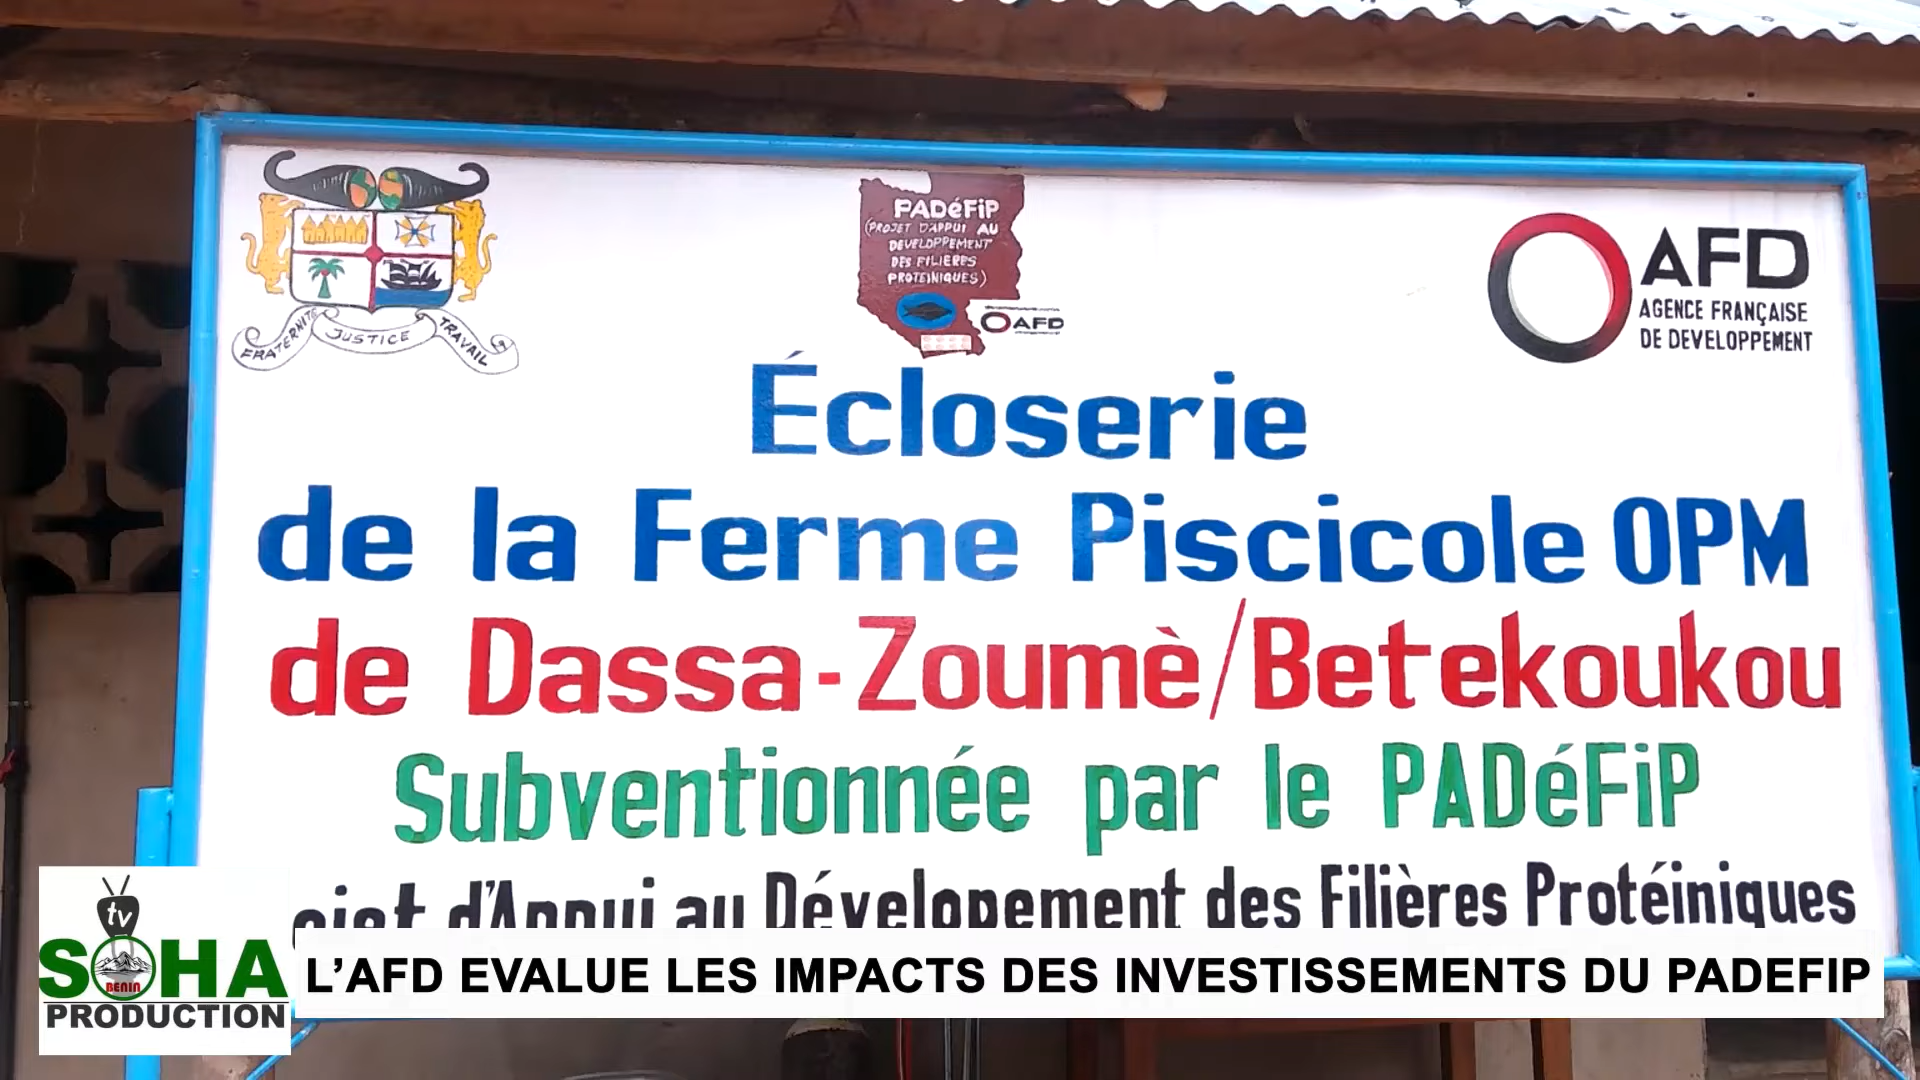 FRATERNITÉ JUSTICE TRAVAIL
PADéFiP
(PROJET D'APPUI AU
DEVELOPPEMENT
DES FILIERES
PROTEINIQUES)
AFD
AFD
AGENCE FRANÇAISE
DE DEVELOPPEMENT
Écloserie
de la Ferme Piscicole OPM
de Dassa-Zoumè/Betekoukou
Subventionnée par le PADéFiP
d'Appui au Dévelopement des Filières Protéiniques
tv
SOHA
BENIN
PRODUCTION
L'AFD EVALUE LES IMPACTS DES INVESTISSEMENTS DU PADEFIP